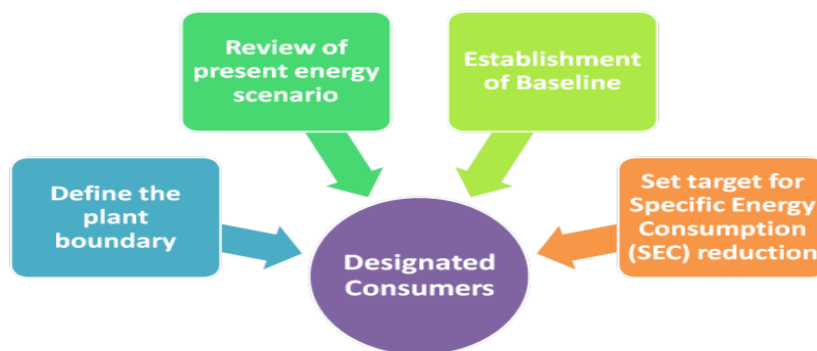 Define the
plant
boundary
Review of
present energy
scenario
Establishment
of Baseline
Set target for
Specific Energy
Consumption
(SEC) reduction
Designated
Consumers